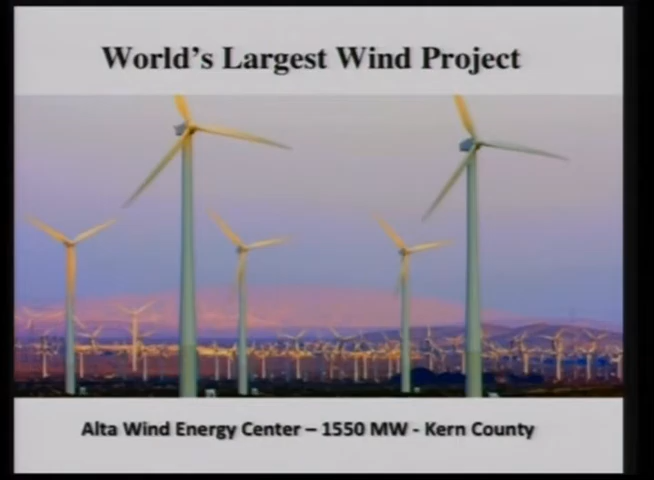 World's Largest Wind Project
Alta Wind Energy Center – 1550 MW - Kern County